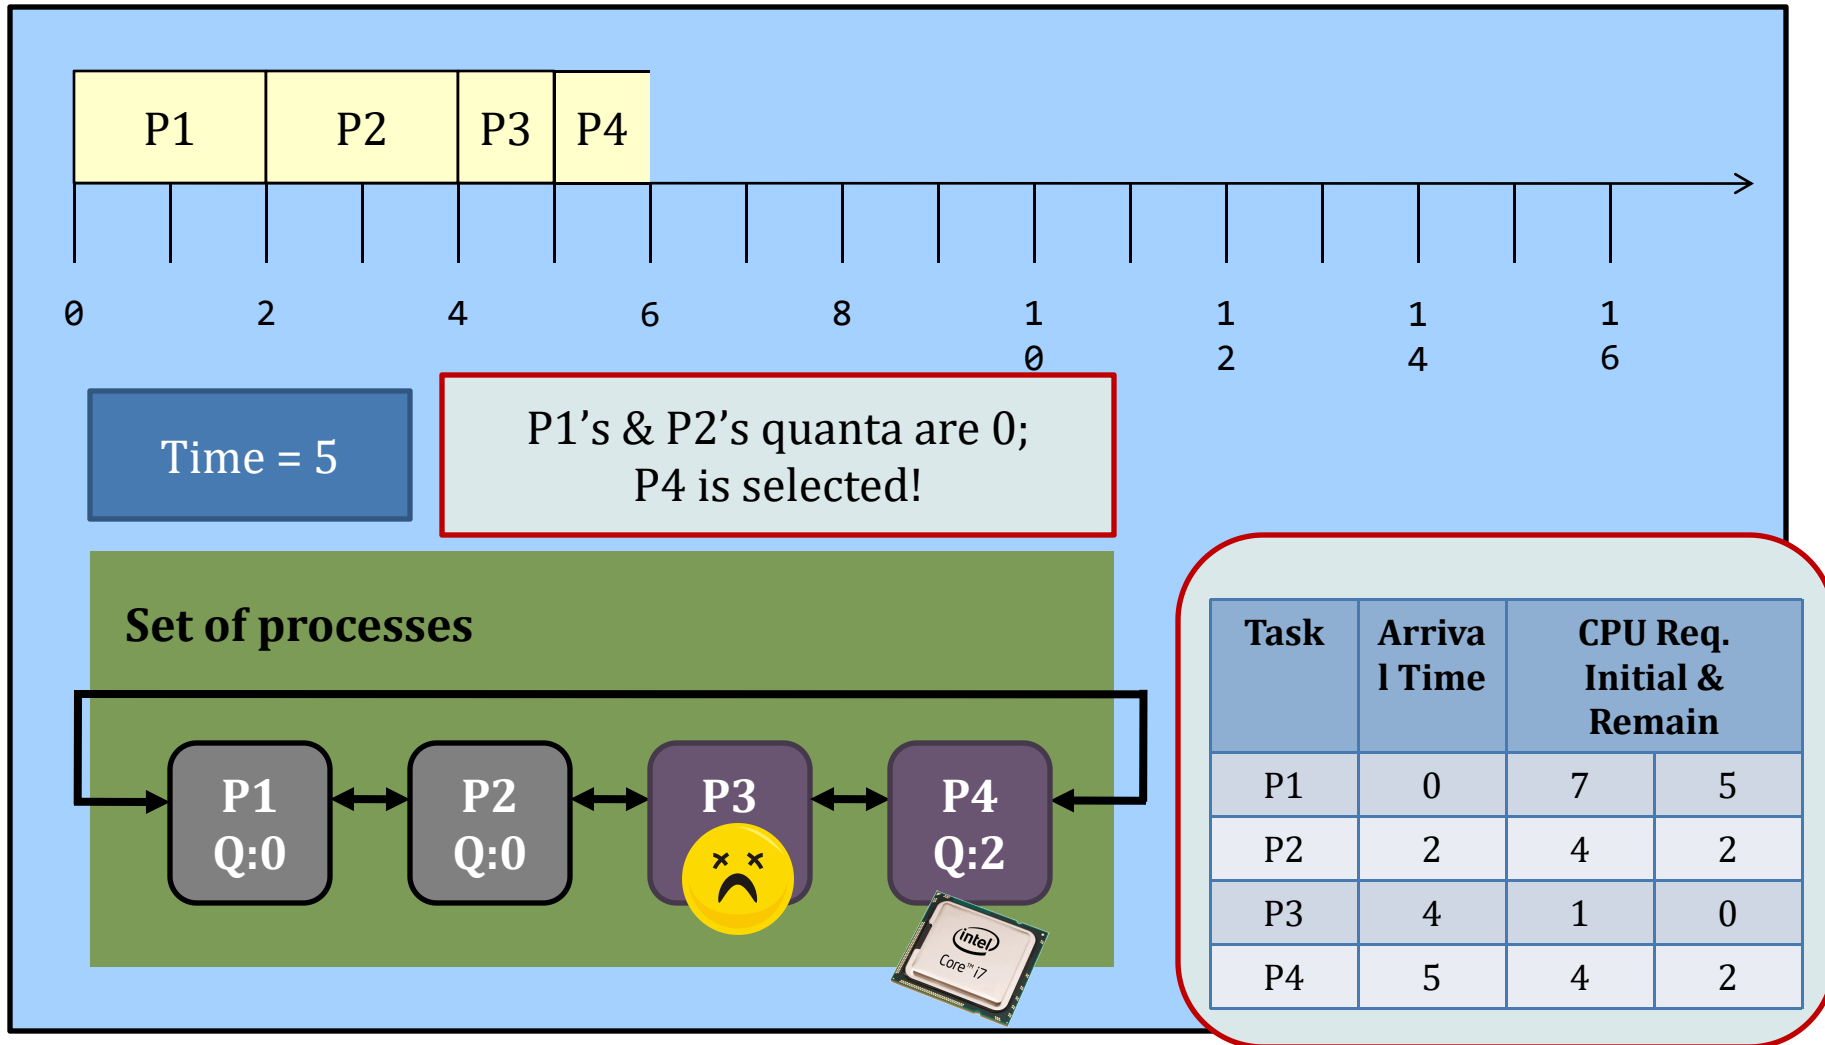 P1 P2 P3 P4
0 2 4 6 8 1 1 1 1
0 2 4 6
Time = 5
P1’s & P2’s quanta are 0;
P4 is selected!
Set of processes
P1 P2 P3 P4
Q:0 Q:0 Q:2
intel
Core™ i7
Task Arriva CPU Req.
l Time Initial &
Remain
P1 0 7 5
P2 2 4 2
P3 4 1 0
P4 5 4 2